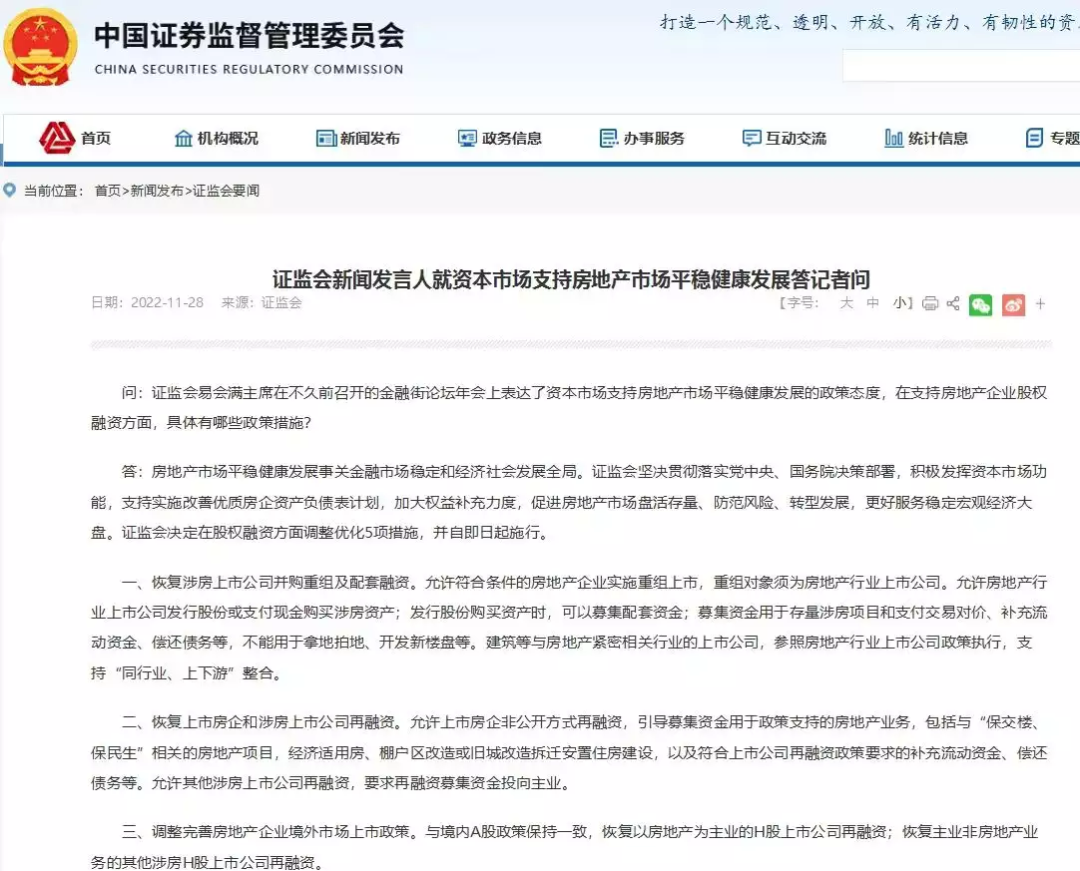 中国证券监督管理委员会
CHINA SECURITIES REGULATORY COMMISSION
打造一个规范、透明、开放、有活力、有韧性的资
首页 机构概况 新闻发布 政务信息 办事服务 互动交流 统计信息 专题
当前位置: 首页>新闻发布>证监会要闻
证监会新闻发言人就资本市场支持房地产市场平稳健康发展答记者问
日期: 2022-11-28 来源: 证监会 【字号: 大 中 小】
问：证监会易会满主席在不久前召开的金融街论坛年会上表达了资本市场支持房地产市场平稳健康发展的政策态度，在支持房地产企业股权
融资方面，具体有哪些政策措施?
答：房地产市场平稳健康发展事关金融市场稳定和经济社会发展全局。证监会坚决贯彻落实党中央、国务院决策部署，积极发挥资本市场功
能，支持实施改善优质房企资产负债表计划，加大权益补充力度，促进房地产市场盘活存量、防范风险、转型发展，更好服务稳定宏观经济大
盘。证监会决定在股权融资方面调整优化5项措施，并自即日起施行。
一、恢复涉房上市公司并购重组及配套融资。允许符合条件的房地产企业实施重组上市，重组对象须为房地产行业上市公司。允许房地产行
业上市公司发行股份或支付现金购买涉房资产；发行股份购买资产时，可以募集配套资金；募集资金用于存量涉房项目和支付交易对价、补充流
动资金、偿还债务等，不能用于拿地拍地、开发新楼盘等。建筑等与房地产紧密相关行业的上市公司，参照房地产行业上市公司政策执行，支
持“同行业、上下游”整合。
二、恢复上市房企和涉房上市公司再融资。允许上市房企非公开方式再融资，引导募集资金用于政策支持的房地产业务，包括与“保交楼、
保民生”相关的房地产项目，经济适用房、棚户区改造或旧城改造拆迁安置住房建设，以及符合上市公司再融资政策要求的补充流动资金、偿还
债务等。允许其他涉房上市公司再融资，要求再融资募集资金投向主业。
三、调整完善房地产企业境外市场上市政策。与境内A股政策保持一致，恢复以房地产为主业的H股上市公司再融资；恢复主业非房地产业
务的其他涉房H股上市公司再融资。